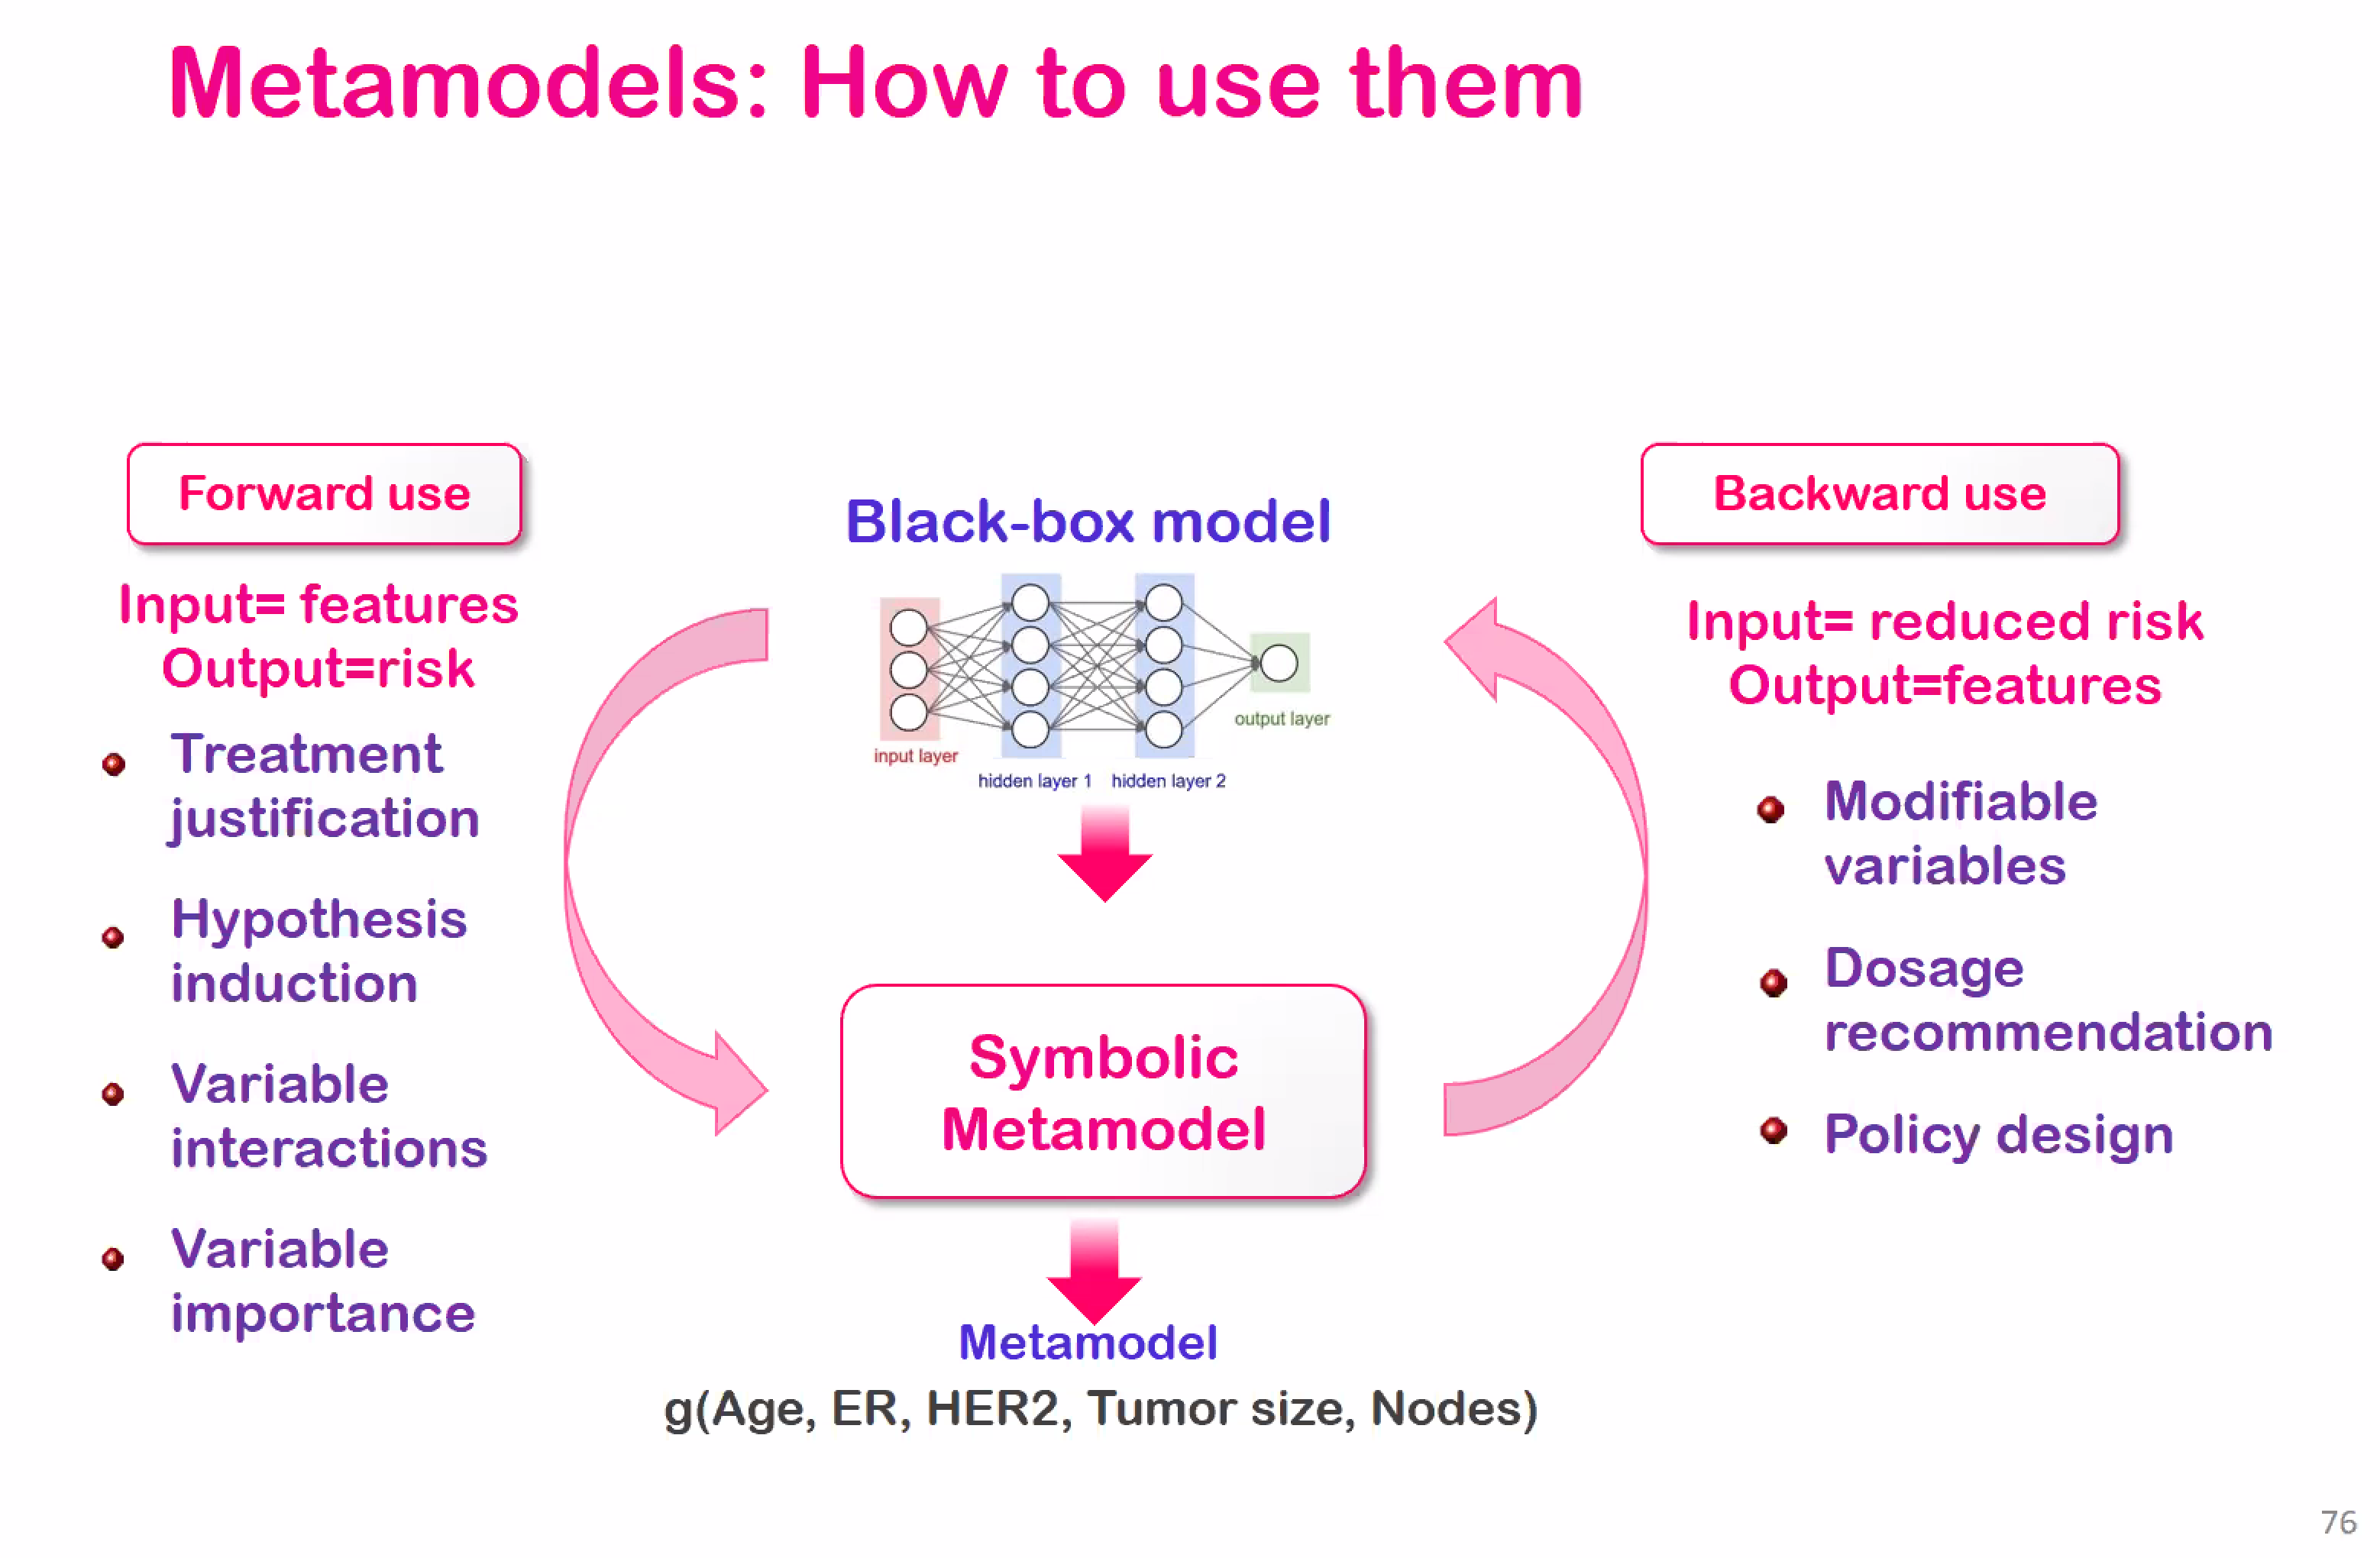 Metamodels: How to use them
Forward use
Input= features
Output=risk
Treatment
justification
Hypothesis
induction
Variable
interactions
Variable
importance
Black-box model
input layer
hidden layer 1
hidden layer 2
output layer
Symbolic
Metamodel
Metamodel
g(Age, ER, HER2, Tumor size, Nodes)
Backward use
Input= reduced risk
Output=features
Modifiable
variables
Dosage
recommendation
Policy design
76